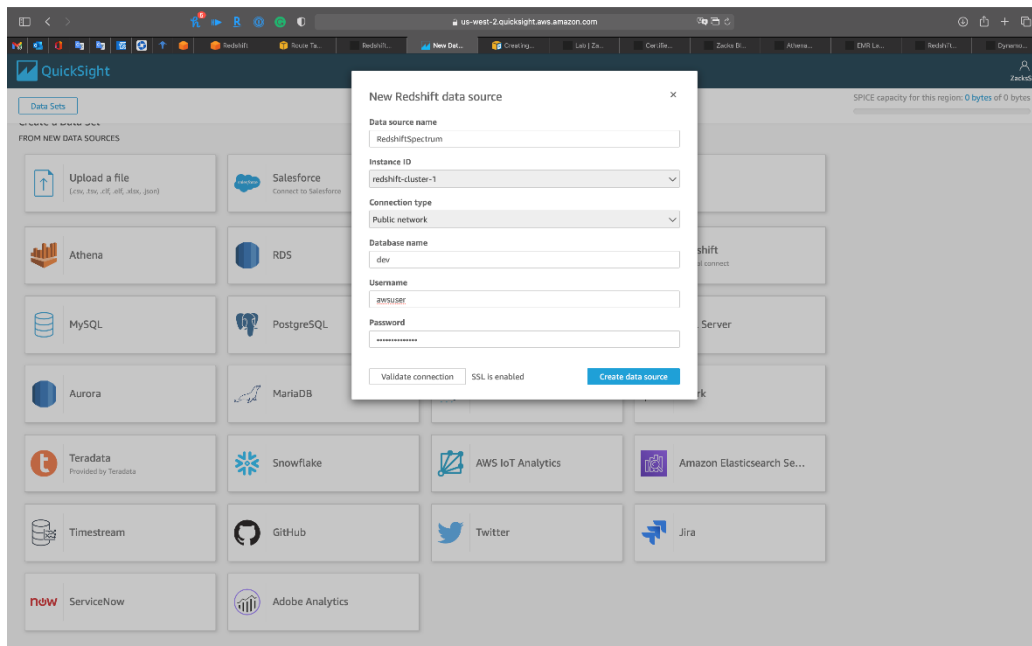 us-west-2.quicksight.aws.amazon.com
5
Redshift
Route Ta...
Redshift...
New Dat...
Creating...
Lab | Za...
Certifie...
Zacks Bl...
Athena...
EMR La...
Redshift...
Dynamo...
QuickSight
Data Sets
SPICE capacity for this region: 0 bytes of 0 bytes
Create a Data Set
FROM NEW DATA SOURCES
Upload a file
(.csv, .tsv, .clf, .elf, .xlsx, .json)
Salesforce
Connect to Salesforce
Athena
RDS
shift
l connect
MySQL
PostgreSQL
Server
Aurora
MariaDB
rk
Teradata
Provided by Teradata
Snowflake
AWS IoT Analytics
Amazon Elasticsearch Se...
Timestream
GitHub
Twitter
Jira
now
ServiceNow
Adobe Analytics
New Redshift data source
Data source name
RedshiftSpectrum
Instance ID
redshift-cluster-1
Connection type
Public network
Database name
dev
Username
awsuser
Password
Validate connection
SSL is enabled
Create data source